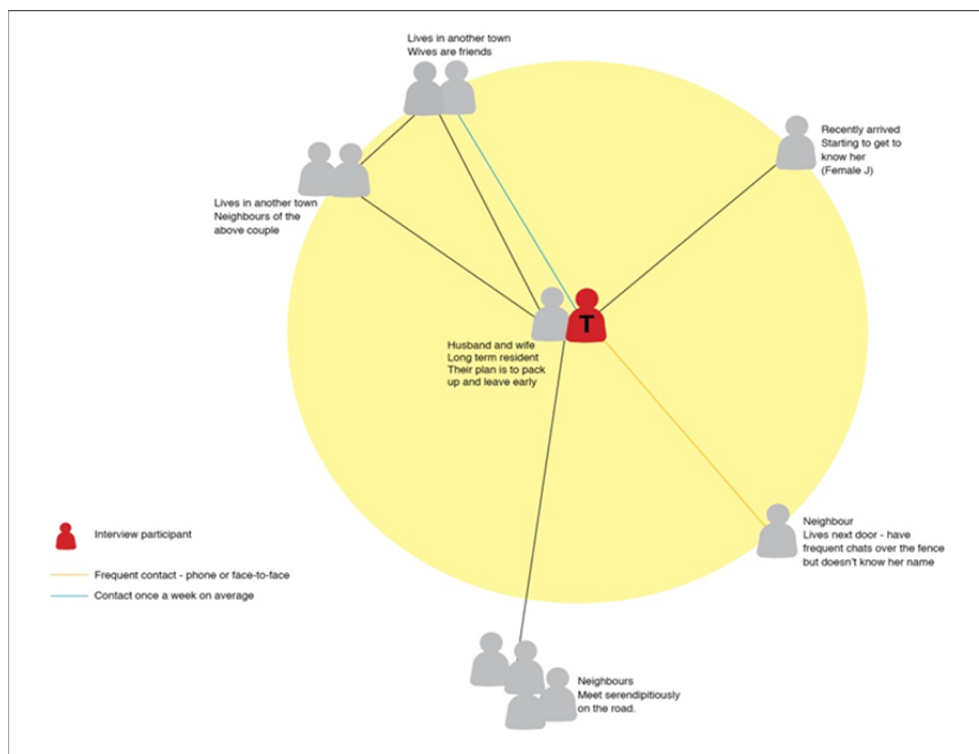 Lives in another town
Wives are friends
Recently arrived
Starting to get to
know her
(Female J)
Lives in another town
Neighbours of the
above couple
T
Husband and wife
Long term resident
Their plan is to pack
up and leave early
Neighbour
Lives next door - have
frequent chats over the fence
but doesn't know her name
Interview participant
Frequent contact - phone or face-to-face
Contact once a week on average
Neighbours
Meet serendipitiously
on the road.